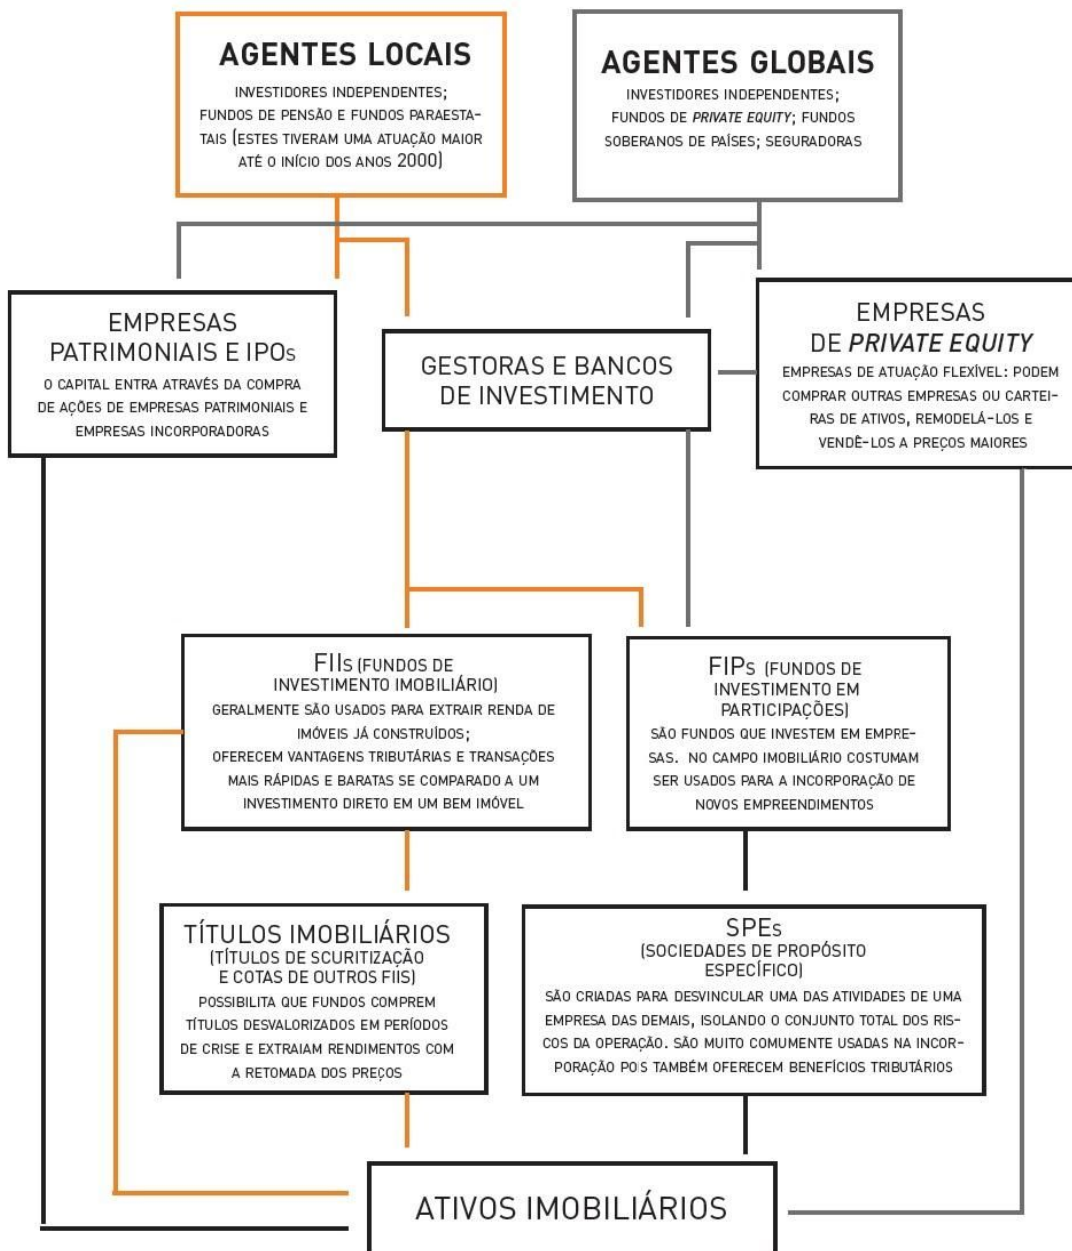 AGENTES LOCAIS
INVESTIDORES INDEPENDENTES;
FUNDOS DE PENSÃO E FUNDOS PARAESTA-
TAIS (ESTES TIVERAM UMA ATUAÇÃO MAIOR
ATÉ O INÍCIO DOS ANOS 2000)
AGENTES GLOBAIS
INVESTIDORES INDEPENDENTES;
FUNDOS DE PRIVATE EQUITY; FUNDOS
SOBERANOS DE PAÍSES; SEGURADORAS
EMPRESAS
PATRIMONIAIS E IPOs
O CAPITAL ENTRA ATRAVÉS DA COMPRA
DE AÇÕES DE EMPRESAS PATRIMONIAIS E
EMPRESAS INCORPORADORAS
GESTORAS E BANCOS
DE INVESTIMENTO
EMPRESAS
DE PRIVATE EQUITY
EMPRESAS DE ATUAÇÃO FLEXÍVEL: PODEM
COMPRAR OUTRAS EMPRESAS OU CARTEI-
RAS DE ATIVOS, REMODELÁ-LOS E
VENDÊ-LOS A PREÇOS MAIORES
FIIs (FUNDOS DE
INVESTIMENTO IMOBILIÁRIO)
GERALMENTE SÃO USADOS PARA EXTRAIR RENDA DE
IMÓVEIS JÁ CONSTRUÍDOS;
OFERECEM VANTAGENS TRIBUTÁRIAS E TRANSAÇÕES
MAIS RÁPIDAS E BARATAS SE COMPARADO A UM
INVESTIMENTO DIRETO EM UM BEM IMÓVEL
FIPs (FUNDOS DE
INVESTIMENTO EM
PARTICIPAÇÕES)
SÃO FUNDOS QUE INVESTEM EM EMPRE-
SAS. NO CAMPO IMOBILIÁRIO COSTUMAM
SER USADOS PARA A INCORPORAÇÃO DE
NOVOS EMPREENDIMENTOS
TÍTULOS IMOBILIÁRIOS
(TÍTULOS DE SCURITIZAÇÃO
E COTAS DE OUTROS FIIS)
POSSIBILITA QUE FUNDOS COMPREM
TÍTULOS DESVALORIZADOS EM PERÍODOS
DE CRISE E EXTRAIAM RENDIMENTOS COM
A RETOMADA DOS PREÇOS
SPEs
(SOCIEDADES DE PROPÓSITO
ESPECÍFICO)
SÃO CRIADAS PARA DESVINCULAR UMA DAS ATIVIDADES DE UMA
EMPRESA DAS DEMAIS, ISOLANDO O CONJUNTO TOTAL DOS RIS-
COS DA OPERAÇÃO. SÃO MUITO COMUMENTE USADAS NA INCOR-
PORAÇÃO POIS TAMBÉM OFERECEM BENEFÍCIOS TRIBUTÁRIOS
ATIVOS IMOBILIÁRIOS